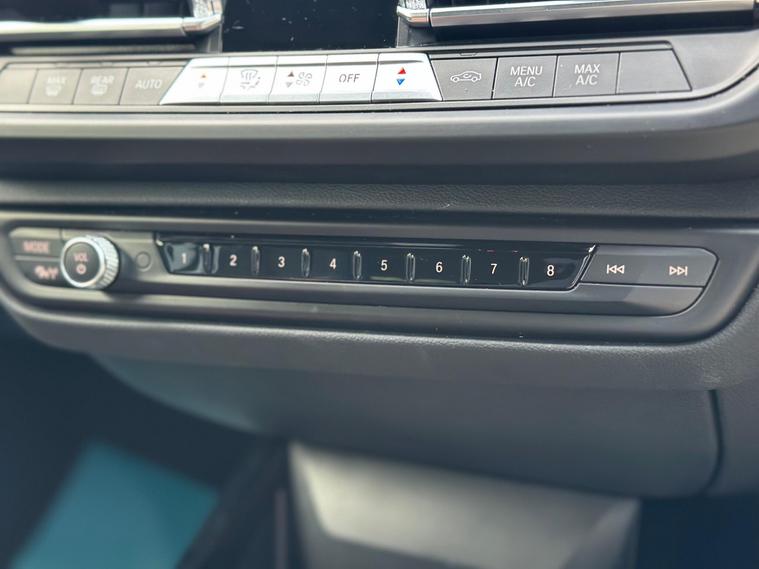 MAX
REAR
AUTO
OFF
MENU
A/C
MAX
A/C
MODE
VOL
1
2
3
4
5
6
7
8